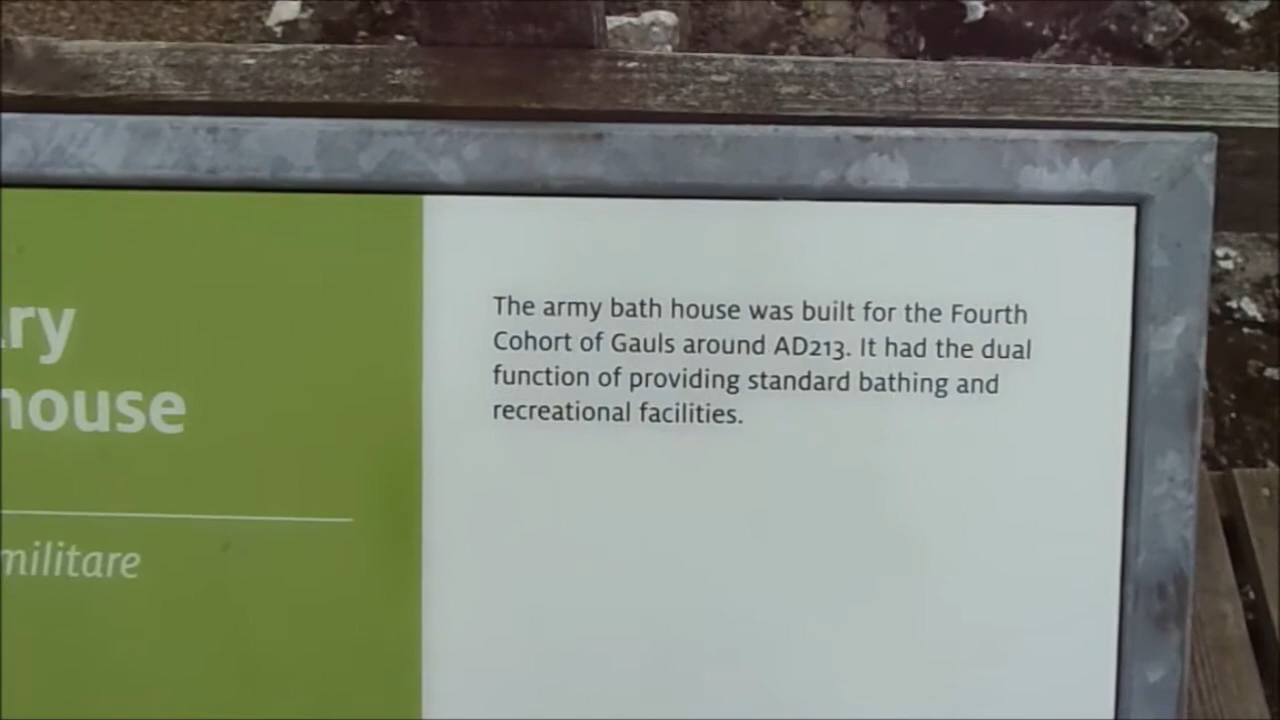 ry
house
militare
The army bath house was built for the Fourth
Cohort of Gauls around AD213. It had the dual
function of providing standard bathing and
recreational facilities.